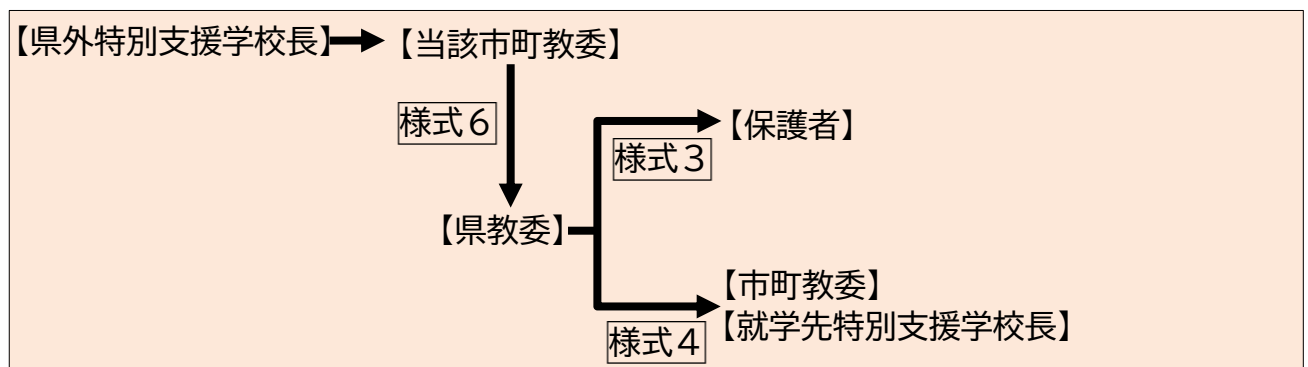 【県外特別支援学校長】
【当該市町教委】
様式６
【保護者】
様式３
【県教委】
【市町教委】
【就学先特別支援学校長】
様式４